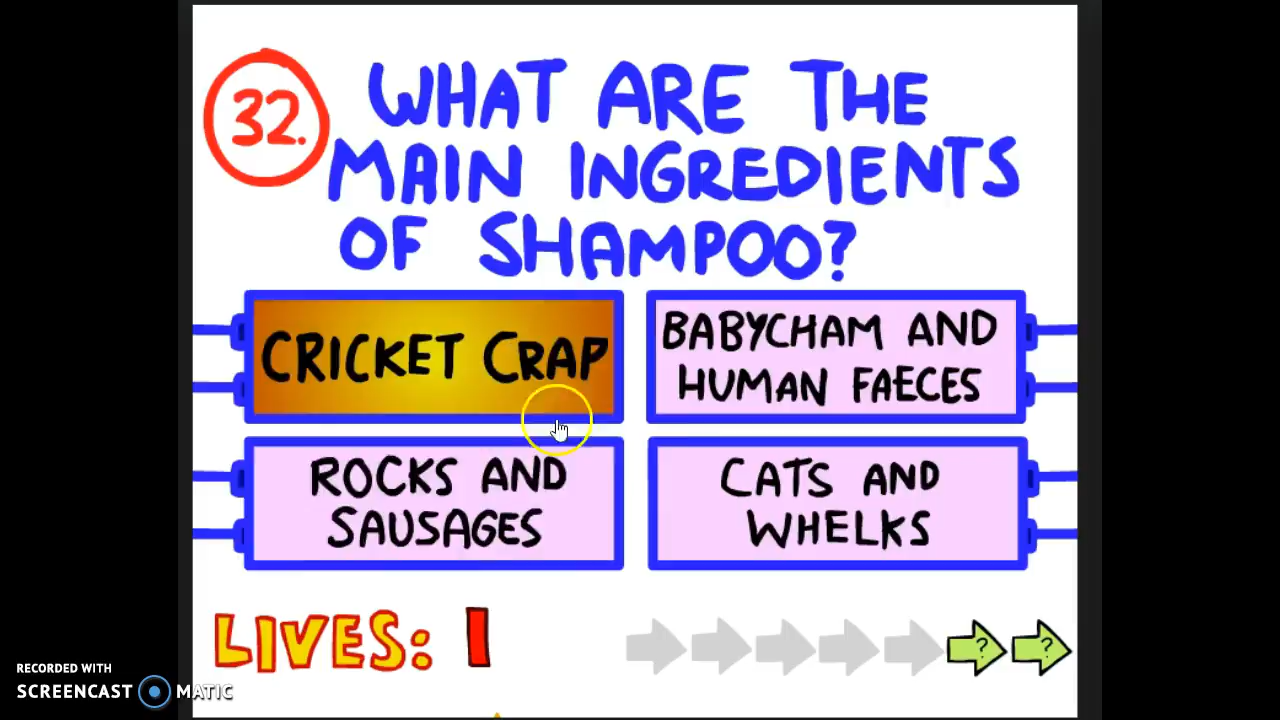 32.
WHAT ARE THE
MAIN INGREDIENTS
OF SHAMPOO?
CRICKET CRAP
BABYCHAM AND
HUMAN FAECES
ROCKS AND
SAUSAGES
CATS AND
WHELKS
LIVES: 1
? ?
RECORDED WITH
SCREENCAST MATIC